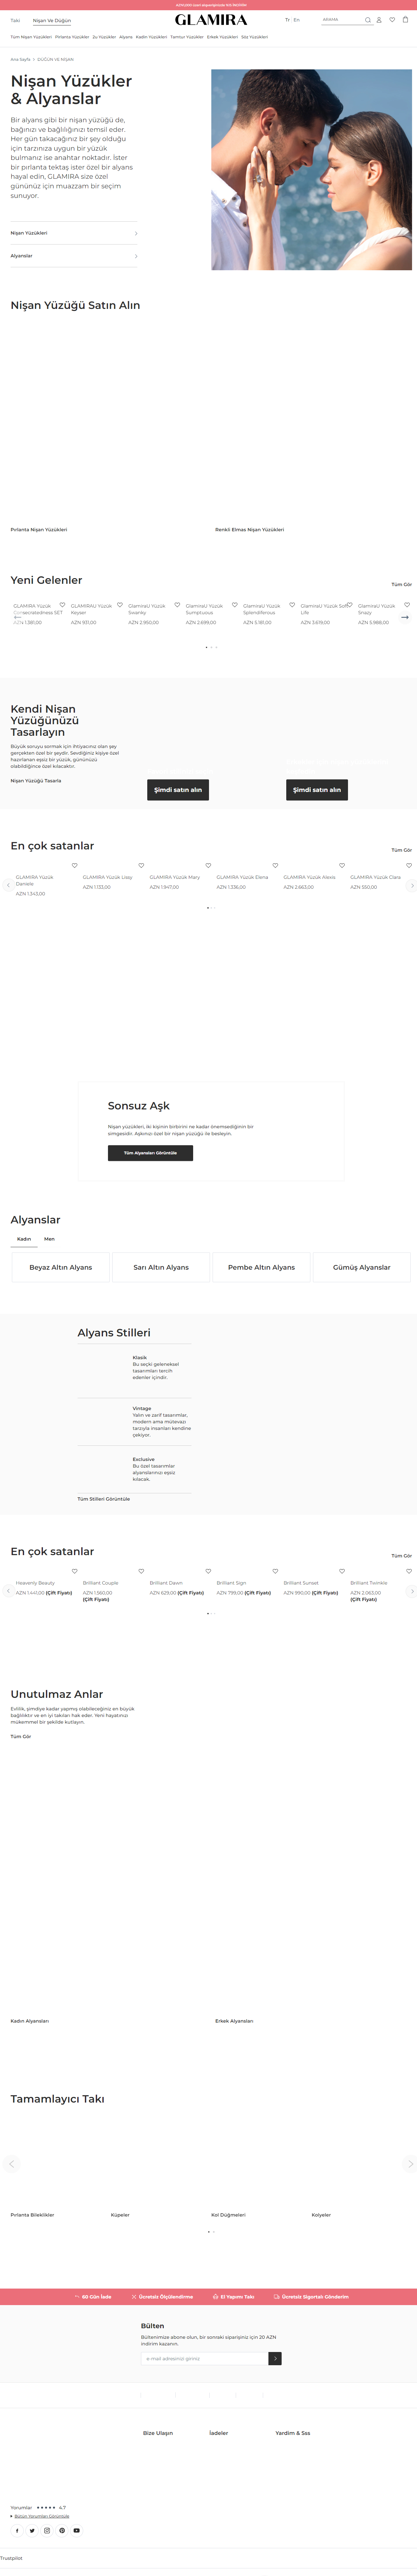 Takı
Nişan Ve Düğün
GLAMIRA
Tr
En
ARAMA
Tüm Nişan Yüzükleri
Pırlanta Yüzükler
2u Yüzükler
Alyans
Kadın Yüzükleri
Tamtur Yüzükler
Erkek Yüzükleri
Söz Yüzükleri
Ana Sayfa > DÜĞÜN VE NİŞAN
Nişan Yüzükler
& Alyanslar
Bir alyans gibi bir nişan yüzüğü de,
bağınızı ve bağlılığınızı temsil eder.
Her gün takacağınız bir şey olduğu
için tarzınıza uygun bir yüzük
bulmanız ise anahtar noktadır. İster
bir pırlanta tektaş ister özel bir alyans
hayal edin, GLAMIRA size özel
gününüz için muazzam bir seçim
sunuyor.
Nişan Yüzükleri
Alyanslar
Nişan Yüzüğü Satın Alın
Pırlanta Nişan Yüzükleri
Renkli Elmas Nişan Yüzükleri
Yeni Gelenler
Tüm Gör
GLAMIRA Yüzük
Consecratedness SET
AZN 1.381,00
GLAMIRAU Yüzük
Keyser
AZN 931,00
GlamiraU Yüzük
Swanky
AZN 2.950,00
GlamiraU Yüzük
Sumptuous
AZN 2.699,00
GlamiraU Yüzük
Splendiferous
AZN 5.181,00
GlamiraU Yüzük Soft
Life
AZN 3.619,00
GlamiraU Yüzük
Snazy
AZN 5.988,00
Kendi Nişan
Yüzüğünüzü
Tasarlayın
Büyük soruyu sormak için ihtiyacınız olan şey
gerçekten özel bir şeydir. Sevdiğiniz kişiye özel
hazırlanan eşsiz bir yüzük, gününüzü
olabildiğince özel kılacaktır.
Nişan Yüzüğü Tasarla
Şimdi satın alın
Şimdi satın alın
En çok satanlar
Tüm Gör
GLAMIRA Yüzük
Daniele
AZN 1.343,00
GLAMIRA Yüzük Lissy
AZN 1.133,00
GLAMIRA Yüzük Mary
AZN 1.947,00
GLAMIRA Yüzük Elena
AZN 1.336,00
GLAMIRA Yüzük Alexis
AZN 2.663,00
GLAMIRA Yüzük Clara
AZN 550,00
Sonsuz Aşk
Nişan yüzükleri, iki kişinin birbirini ne kadar önemsediğinin bir
simgesidir. Aşkınızı özel bir nişan yüzüğü ile besleyin.
Tüm Alyansları Görüntüle
Alyanslar
Kadın
Men
Beyaz Altın Alyans
Sarı Altın Alyans
Pembe Altın Alyans
Gümüş Alyanslar
Alyans Stilleri
Klasik
Bu seçki geleneksel
tasarımları tercih
edenler içindir.
Vintage
Yalın ve zarif tasarımlar,
modern ama mütevazi
tarzıyla insanları kendine
çekiyor.
Exclusive
Bu özel tasarımlar
alyanslarınızı eşsiz
kılacak.
Tüm Stilleri Görüntüle
En çok satanlar
Tüm Gör
Heavenly Beauty
AZN 1.441,00 (Çift Fiyatı)
Brilliant Couple
AZN 1.560,00
(Çift Fiyatı)
Brilliant Dawn
AZN 629,00 (Çift Fiyatı)
Brilliant Sign
AZN 799,00 (Çift Fiyatı)
Brilliant Sunset
AZN 990,00 (Çift Fiyatı)
Brilliant Twinkle
AZN 2.063,00
(Çift Fiyatı)
Unutulmaz Anlar
Evlilik, şimdiye kadar yapmış olabileceğiniz en büyük
bağlılıktır ve en iyi takıları hak eder. Yeni hayatınızı
mükemmel bir şekilde kutlayın.
Tüm Gör
Kadın Alyansları
Erkek Alyansları
Tamamlayıcı Takı
Pırlanta Bileklikler
Küpeler
Kol Düğmeleri
Kolyeler
60 Gün İade
Ücretsiz Ölçülendirme
El Yapımı Takı
Ücretsiz Sigortalı Gönderim
Bülten
Bültenimize abone olun, bir sonraki siparişiniz için 20 AZN
indirim kazanın.
e-mail adresinizi giriniz
Bize Ulaşın
İadeler
Yardım & Sss
Yorumlar ★★★★★ 4.7
Bütün Yorumları Görüntüle
Trustpilot